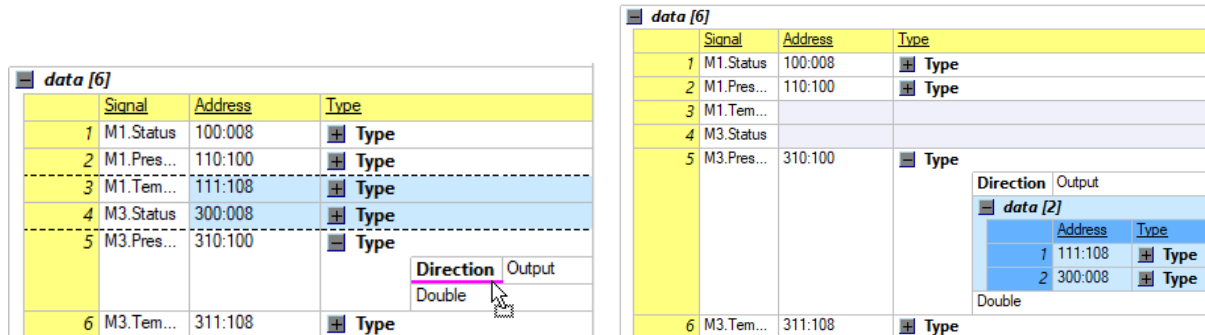 data [6]
Signal Address Type
1 M1.Status 100:008 Type
2 M1.Pres... 110:100 Type
3 M1.Tem... 111:108 Type
4 M3.Status 300:008 Type
5 M3.Pres... 310:100 Type
Direction Output
Double
6 M3.Tem... 311:108 Type
data [6]
Signal Address Type
1 M1.Status 100:008 Type
2 M1.Pres... 110:100 Type
3 M1.Tem...
4 M3.Status
5 M3.Pres... 310:100 Type
Direction Output
data [2]
Address Type
1 111:108 Type
2 300:008 Type
Double
6 M3.Tem... 311:108 Type